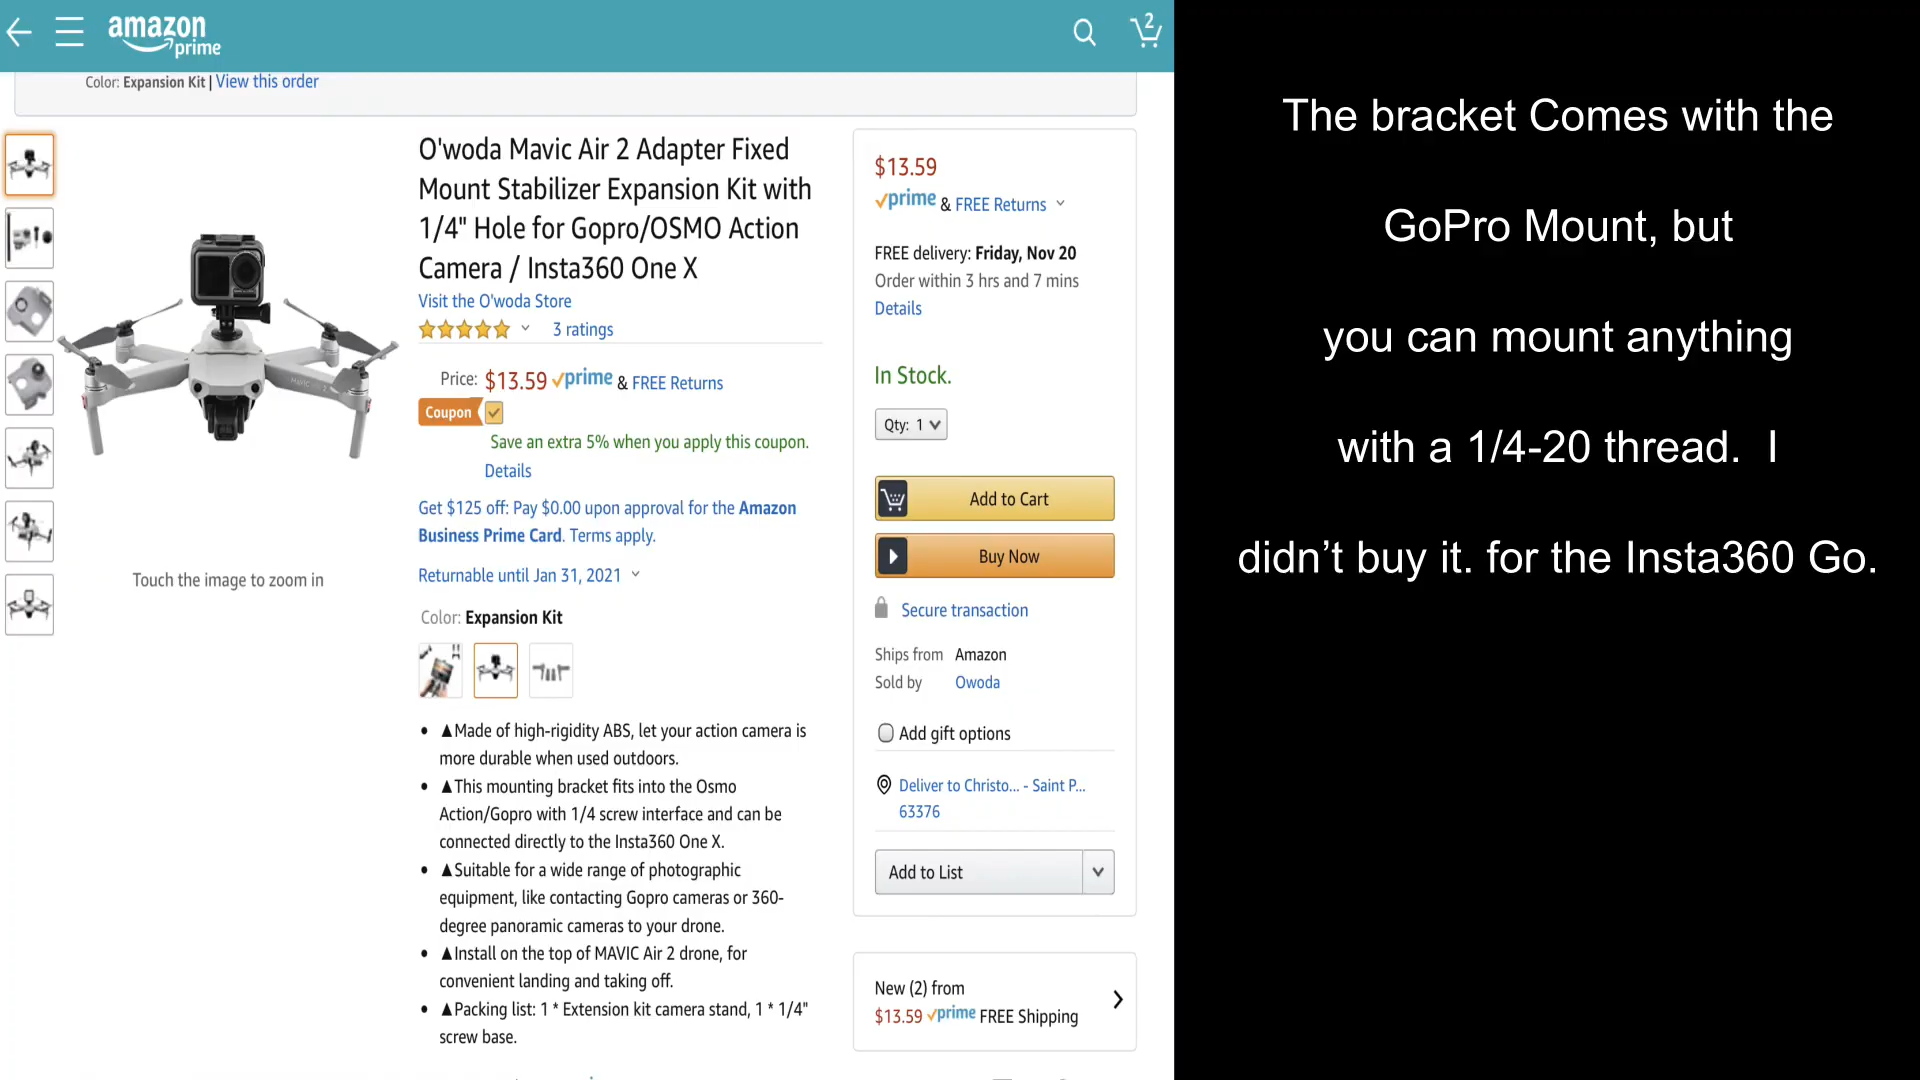 amazon prime
2
Color: Expansion Kit | View this order
O'woda Mavic Air 2 Adapter Fixed
Mount Stabilizer Expansion Kit with
1/4" Hole for Gopro/OSMO Action
Camera / Insta360 One X
Visit the O'woda Store
3 ratings
Price: $13.59 prime & FREE Returns
Coupon
Save an extra 5% when you apply this coupon.
Details
Get $125 off: Pay $0.00 upon approval for the Amazon
Business Prime Card. Terms apply.
Returnable until Jan 31, 2021
Touch the image to zoom in
Color: Expansion Kit
▲Made of high-rigidity ABS, let your action camera is
more durable when used outdoors.
▲This mounting bracket fits into the Osmo
Action/Gopro with 1/4 screw interface and can be
connected directly to the Insta360 One X.
▲Suitable for a wide range of photographic
equipment, like contacting Gopro cameras or 360-
degree panoramic cameras to your drone.
▲Install on the top of MAVIC Air 2 drone, for
convenient landing and taking off.
▲Packing list: 1 * Extension kit camera stand, 1 * 1/4"
screw base.
$13.59
prime & FREE Returns
FREE delivery: Friday, Nov 20
Order within 3 hrs and 7 mins
Details
In Stock.
Qty: 1
Add to Cart
Buy Now
Secure transaction
Ships from Amazon
Sold by Owoda
Add gift options
Deliver to Christo... - Saint P...
63376
Add to List
New (2) from
$13.59 prime FREE Shipping
The bracket Comes with the
GoPro Mount, but
you can mount anything
with a 1/4-20 thread. I
didn’t buy it. for the Insta360 Go.